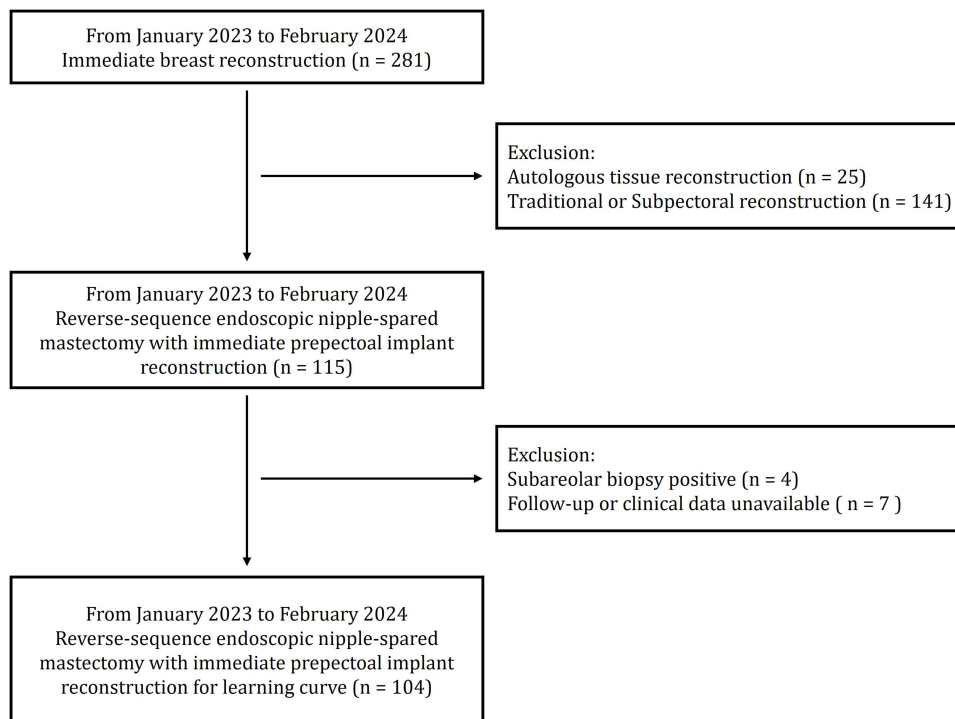 From January 2023 to February 2024
Immediate breast reconstruction (n = 281)
Exclusion:
Autologous tissue reconstruction (n = 25)
Traditional or Subpectoral reconstruction (n = 141)
From January 2023 to February 2024
Reverse-sequence endoscopic nipple-spared
mastectomy with immediate prepectoal implant
reconstruction (n = 115)
Exclusion:
Subareolar biopsy positive (n = 4)
Follow-up or clinical data unavailable ( n = 7 )
From January 2023 to February 2024
Reverse-sequence endoscopic nipple-spared
mastectomy with immediate prepectoal implant
reconstruction for learning curve (n = 104)